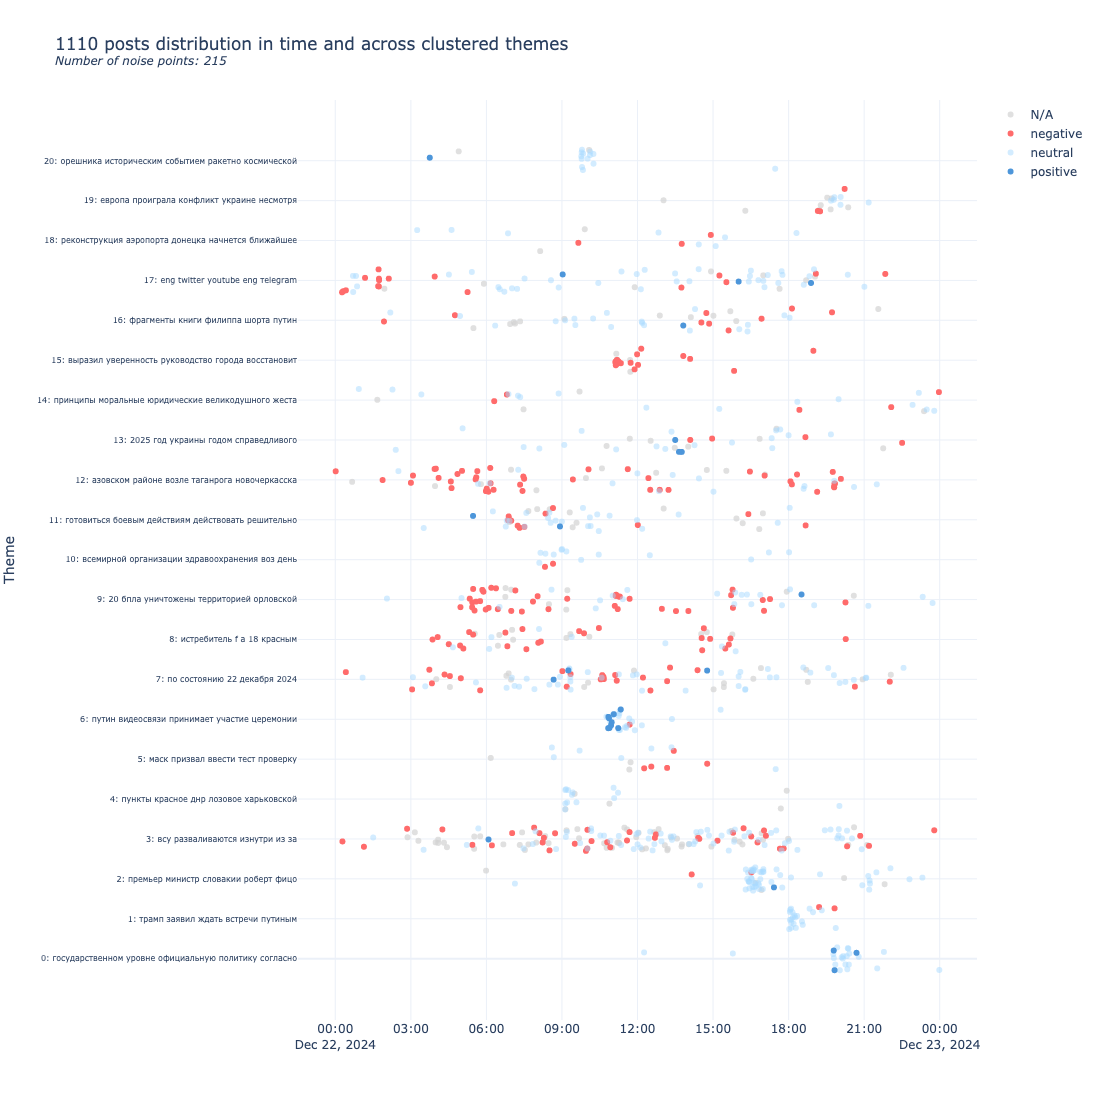 1110 posts distribution in time and across clustered themes
Number of noise points: 215
N/A
negative
neutral
positive
Theme
20: орешника историческим событием ракетно космической
19: европа проиграла конфликт украине несмотря
18: реконструкция аэропорта донецка начнется ближайшее
17: eng twitter youtube eng telegram
16: фрагменты книги филиппа шорта путин
15: выразил уверенность руководство города восстановит
14: принципы моральные юридические великодушного жеста
13: 2025 год украины годом справедливого
12: азовском районе возле таганрога новочеркасска
11: готовиться боевым действиям действовать решительно
10: всемирной организации здравоохранения воз день
9: 20 бпла уничтожены территорией орловской
8: истребитель f a 18 красным
7: по состоянию 22 декабря 2024
6: путин видеосвязи принимает участие церемонии
5: маск призвал ввести тест проверку
4: пункты красное днр лозовое харьковской
3: всу разваливаются изнутри из за
2: премьер министр словакии роберт фицо
1: трамп заявил ждать встречи путиным
0: государственном уровне официальную политику согласно
00:00 03:00 06:00 09:00 12:00 15:00 18:00 21:00 00:00
Dec 22, 2024 Dec 23, 2024